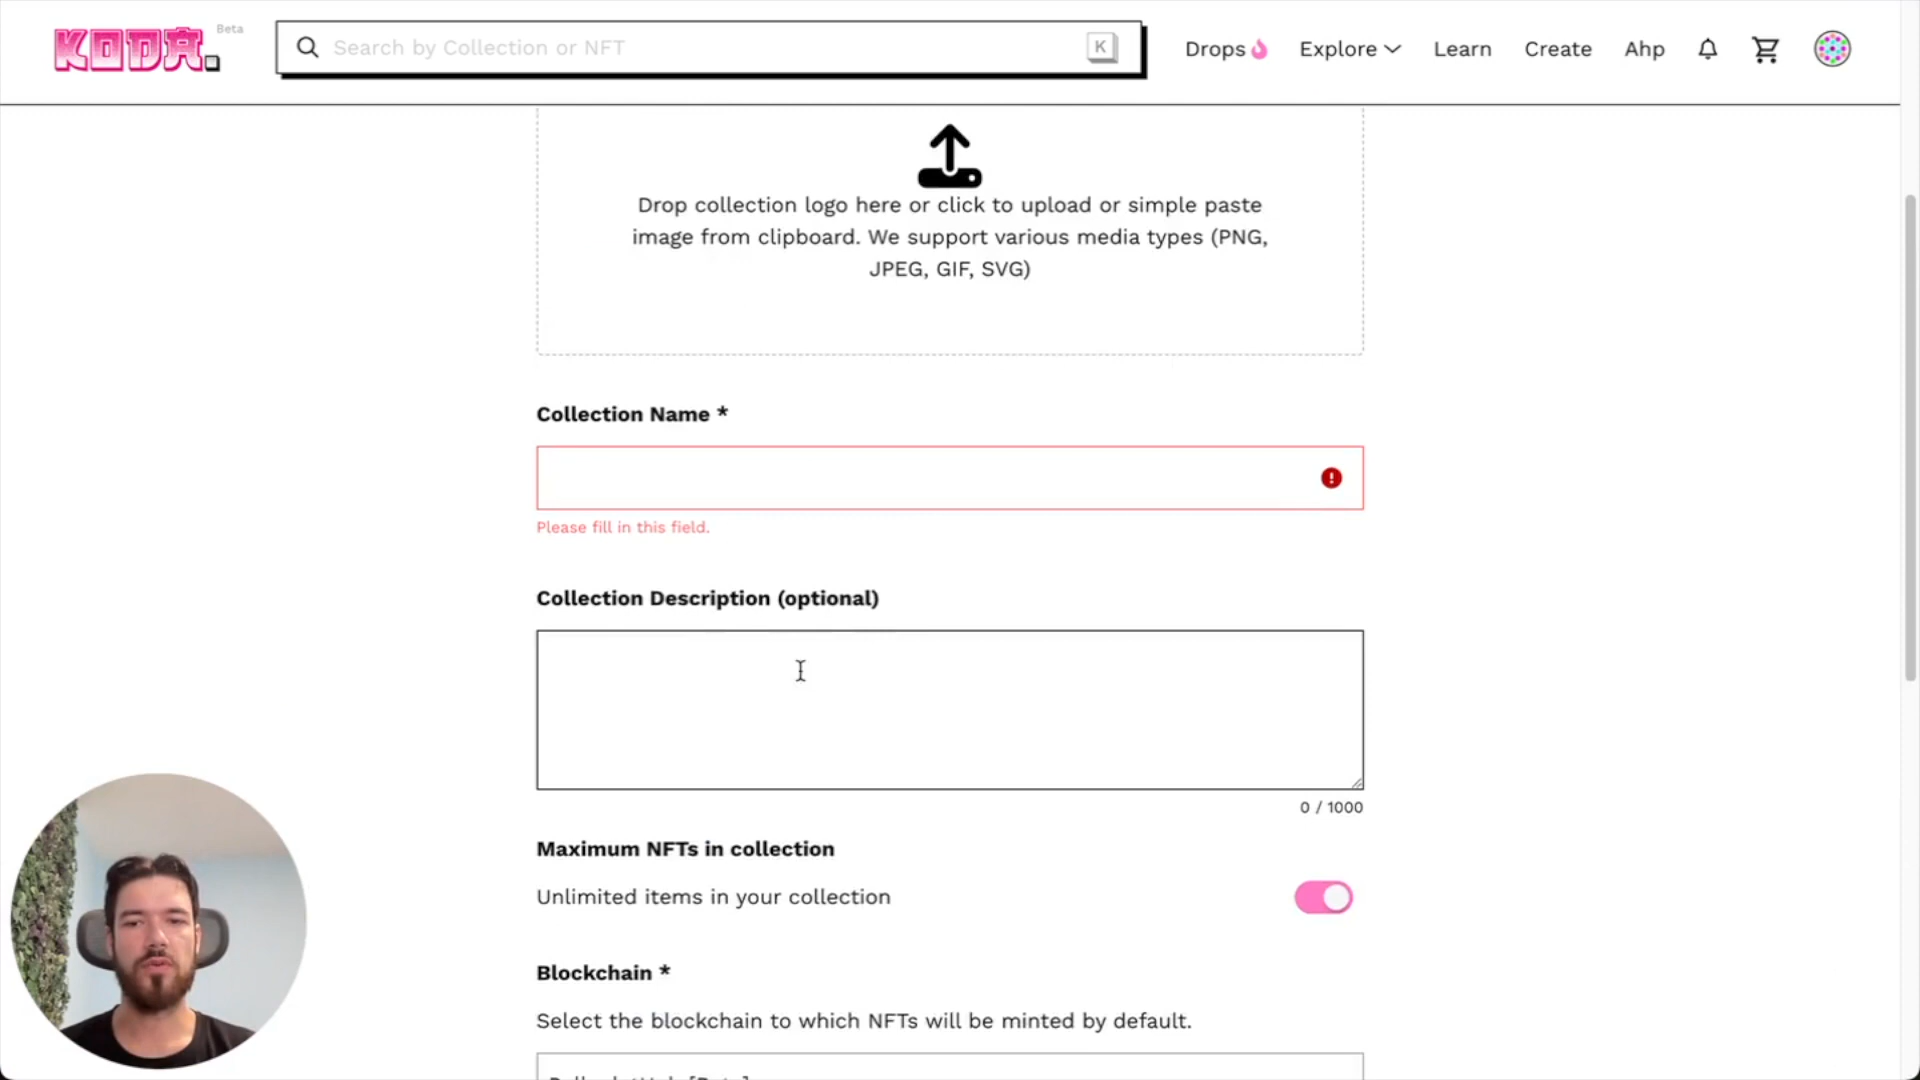 KODA.
Beta
Search by Collection or NFT
K
Drops
Explore
Learn
Create
Ahp
Drop collection logo here or click to upload or simple paste
image from clipboard. We support various media types (PNG,
JPEG, GIF, SVG)
Collection Name *
Please fill in this field.
Collection Description (optional)
0 / 1000
Maximum NFTs in collection
Unlimited items in your collection
Blockchain *
Select the blockchain to which NFTs will be minted by default.